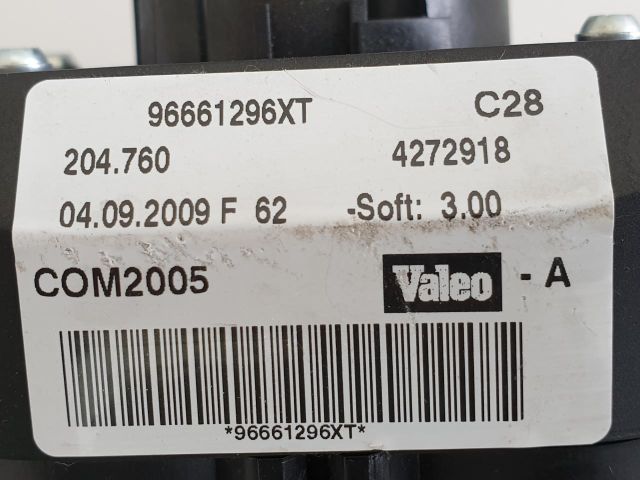 96661296XT C28
204.760 4272918
04.09.2009 F 62 -Soft: 3.00
COM2005 Valeo - A
*96661296XT*